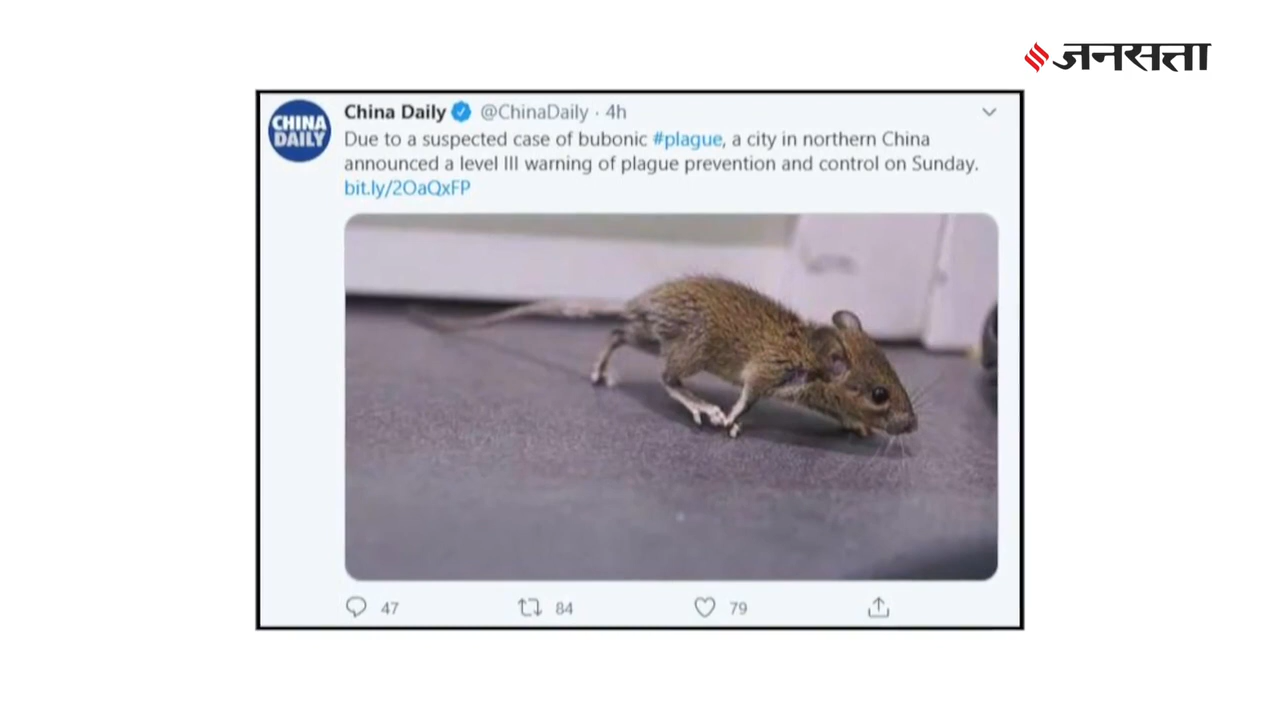 जनसत्ता
CHINA DAILY
China Daily @ChinaDaily · 4h
Due to a suspected case of bubonic #plague, a city in northern China
announced a level III warning of plague prevention and control on Sunday.
bit.ly/2OaQxFP
47 84 79